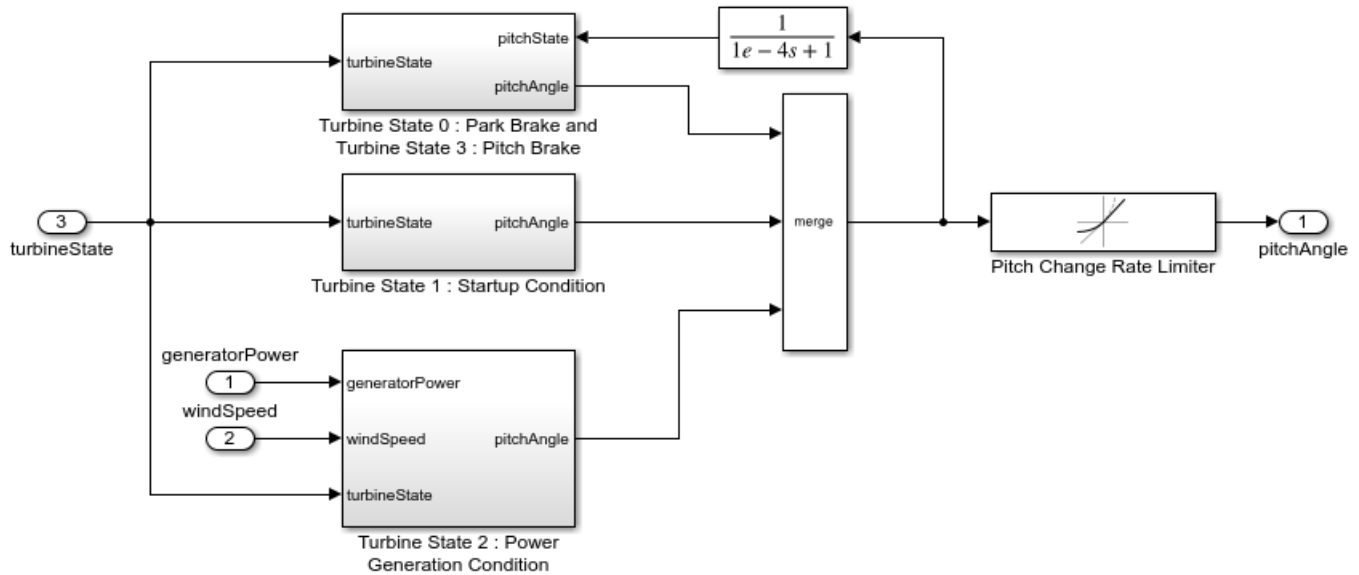 pitchState
turbineState
pitchAngle
Turbine State 0 : Park Brake and
Turbine State 3 : Pitch Brake
1
1e − 4s + 1
turbineState
pitchAngle
Turbine State 1 : Startup Condition
3
turbineState
merge
Pitch Change Rate Limiter
1
pitchAngle
generatorPower
1
windSpeed
2
generatorPower
windSpeed
pitchAngle
turbineState
Turbine State 2 : Power
Generation Condition